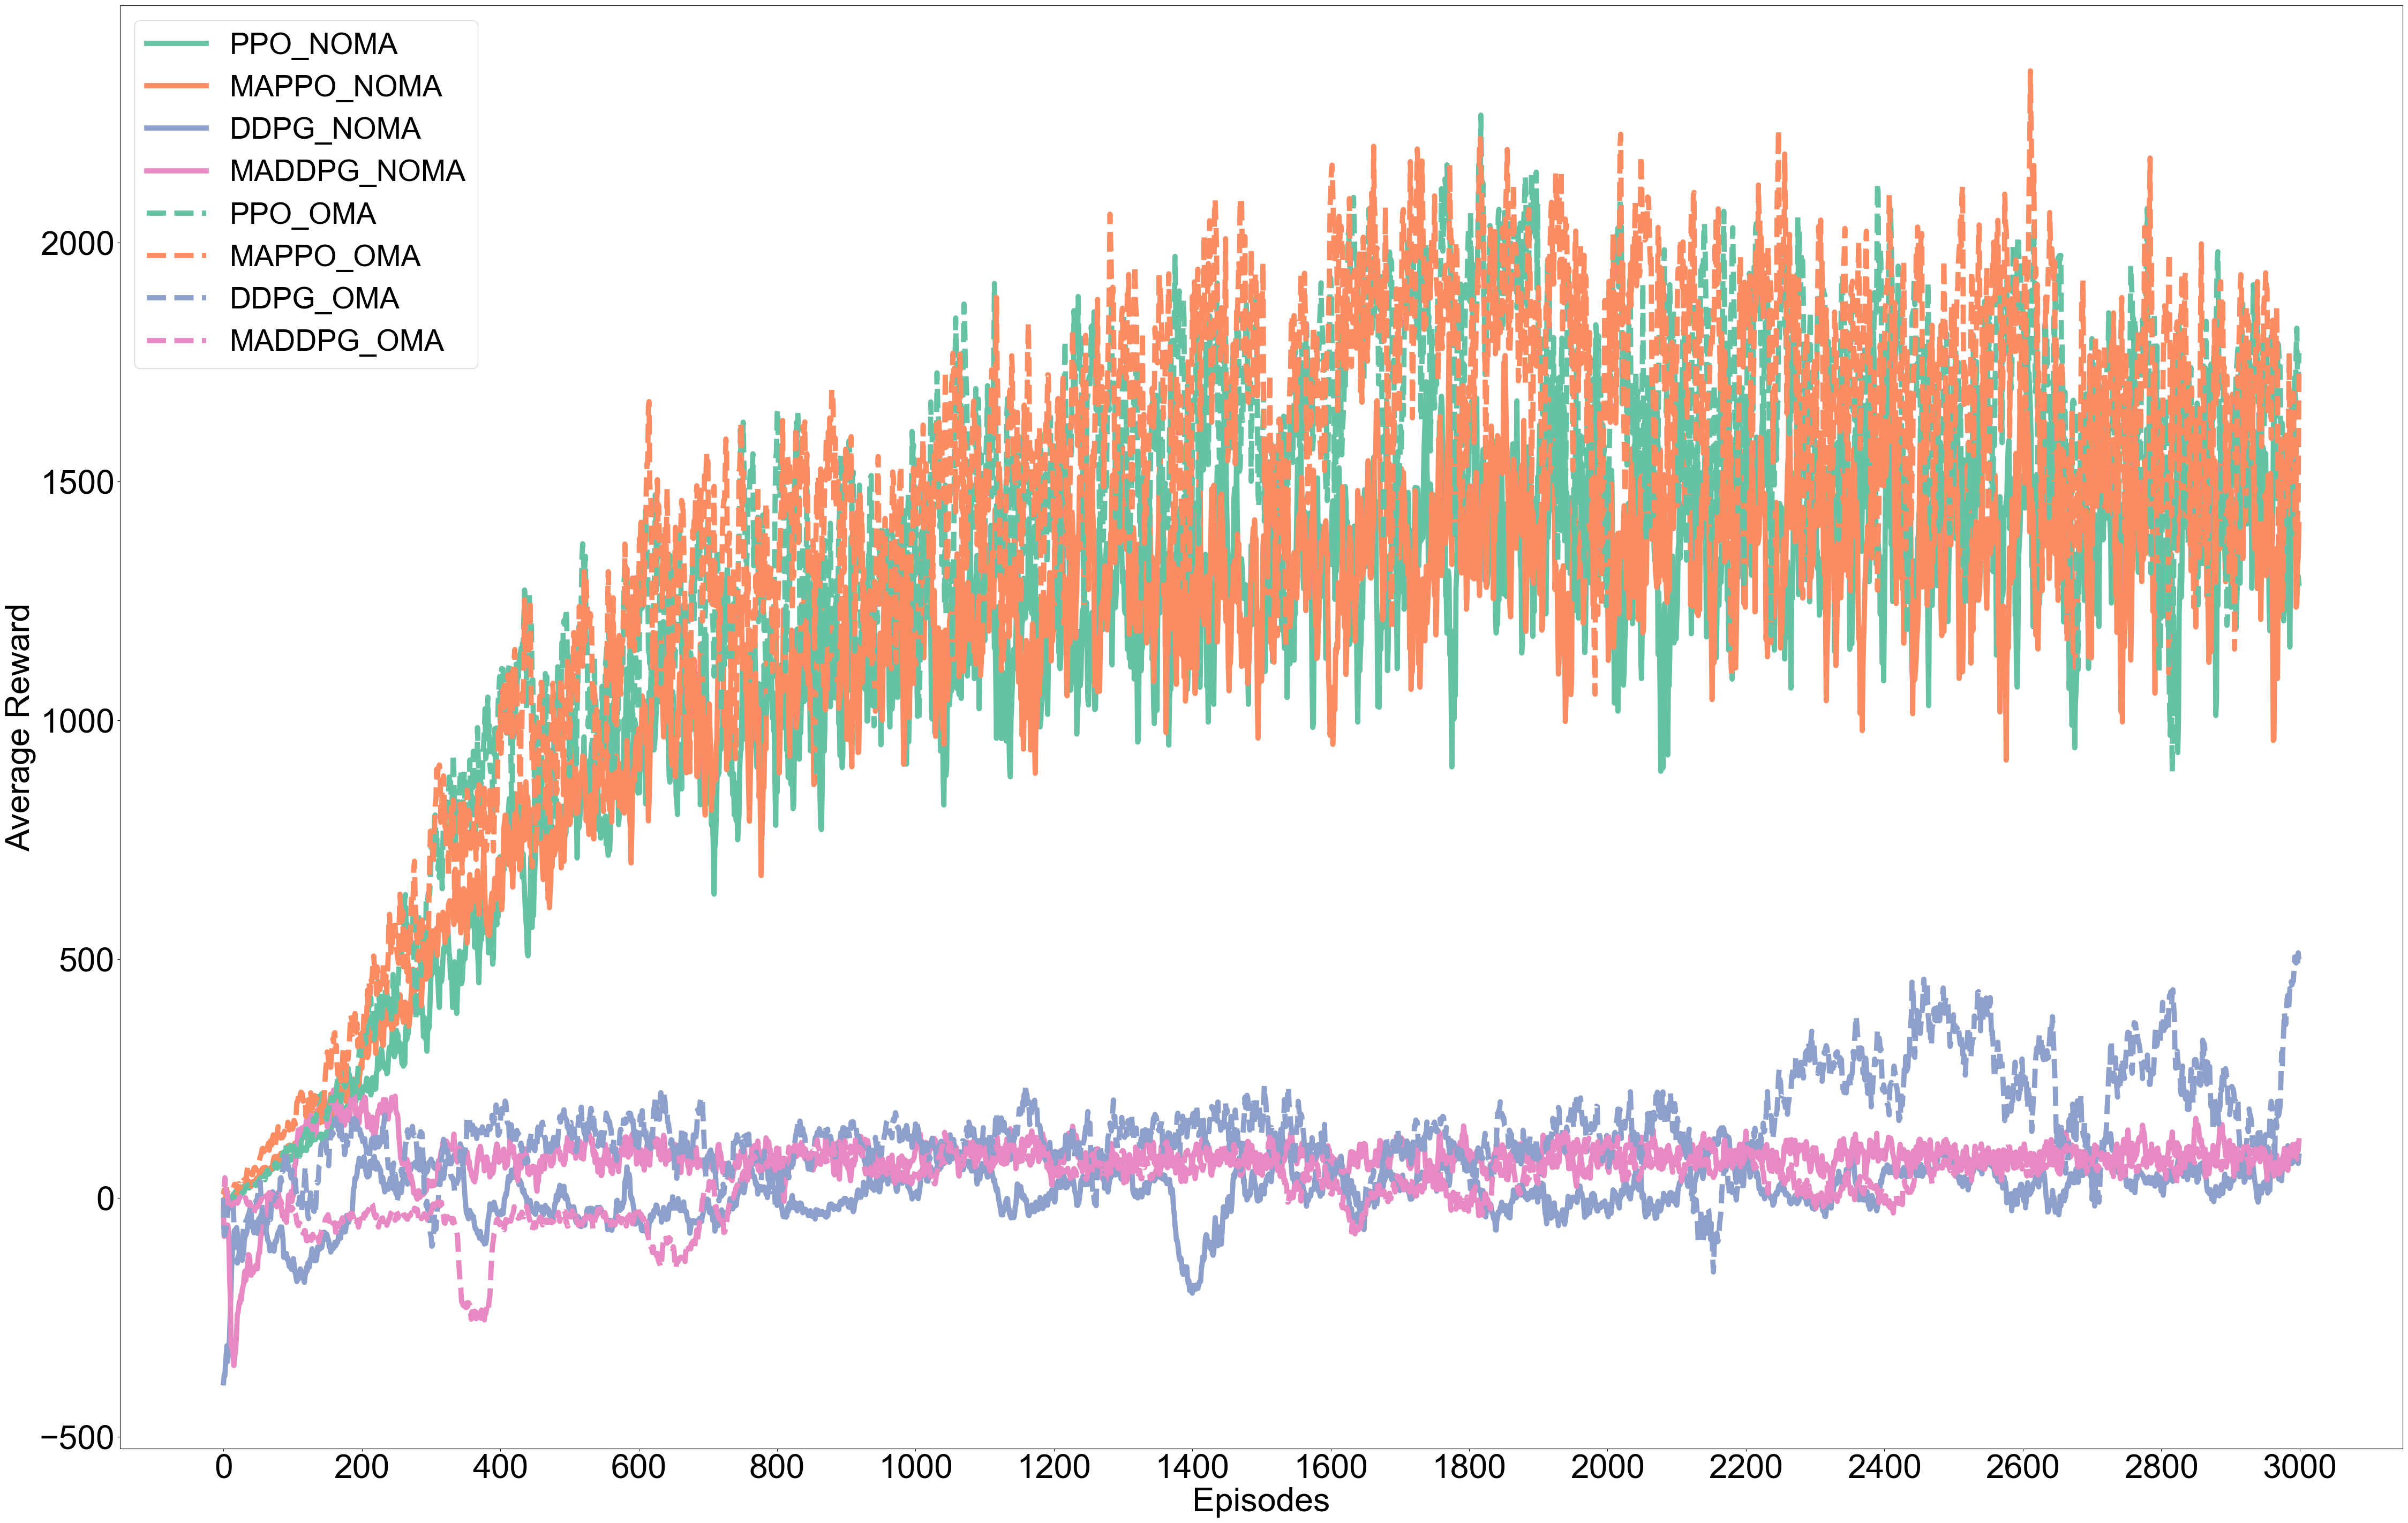 PPO_NOMA
MAPPO_NOMA
DDPG_NOMA
MADDPG_NOMA
PPO_OMA
MAPPO_OMA
DDPG_OMA
MADDPG_OMA
Average Reward
2000
1500
1000
500
0
−500
0 200 400 600 800 1000 1200 1400 1600 1800 2000 2200 2400 2600 2800 3000
Episodes